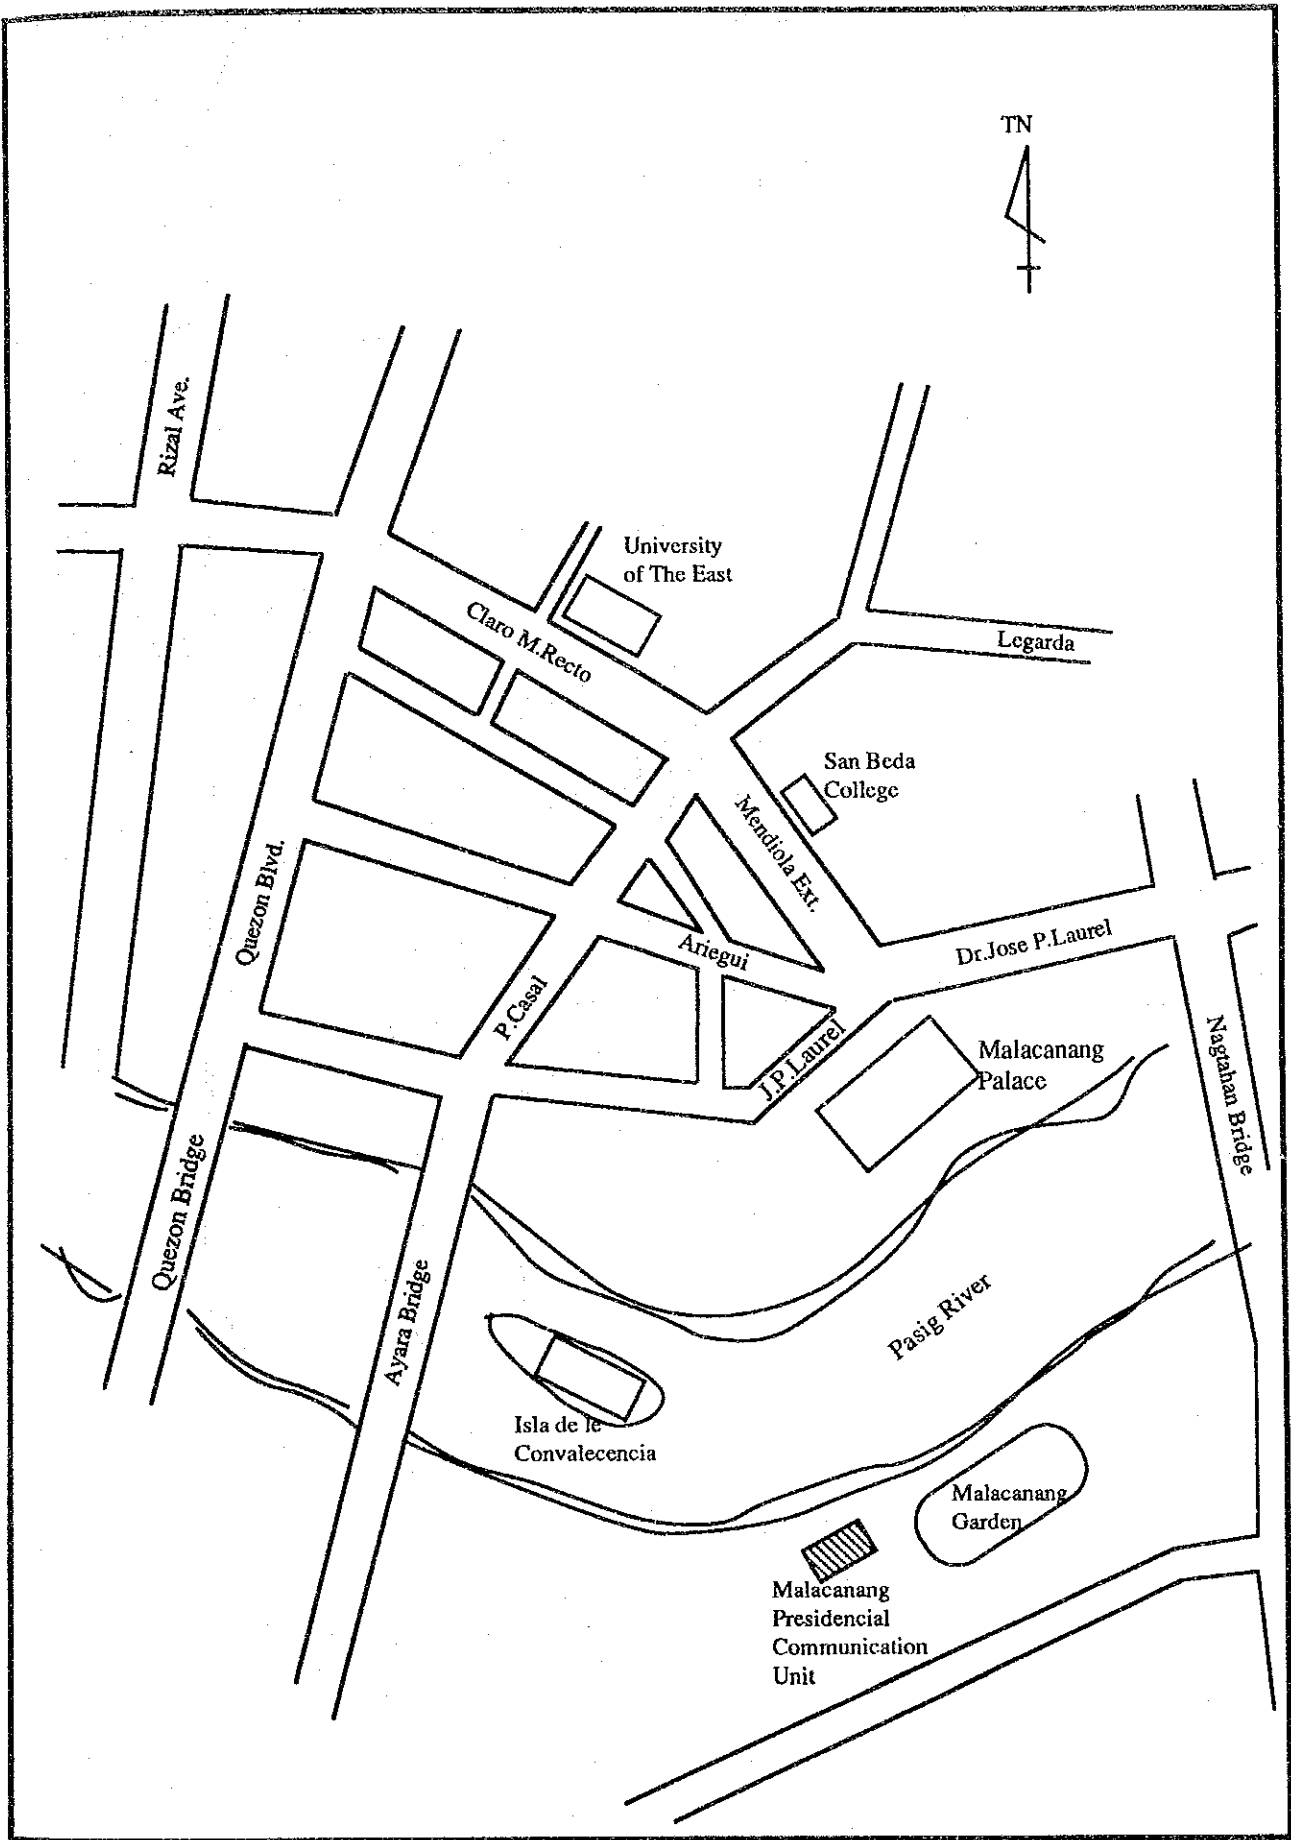 TN
Rizal Ave.
University
of The East
Claro M.Recto
Legarda
San Beda
College
Mendiola Ext.
Quezon Blvd.
Ariegui
Dr.Jose P.Laurel
P.Casal
J.P.Laurel
Malacanang
Palace
Nagtahan Bridge
Quezon Bridge
Ayara Bridge
Pasig River
Isla de le
Convalecencia
Malacanang
Garden
Malacanang
Presidencial
Communication
Unit